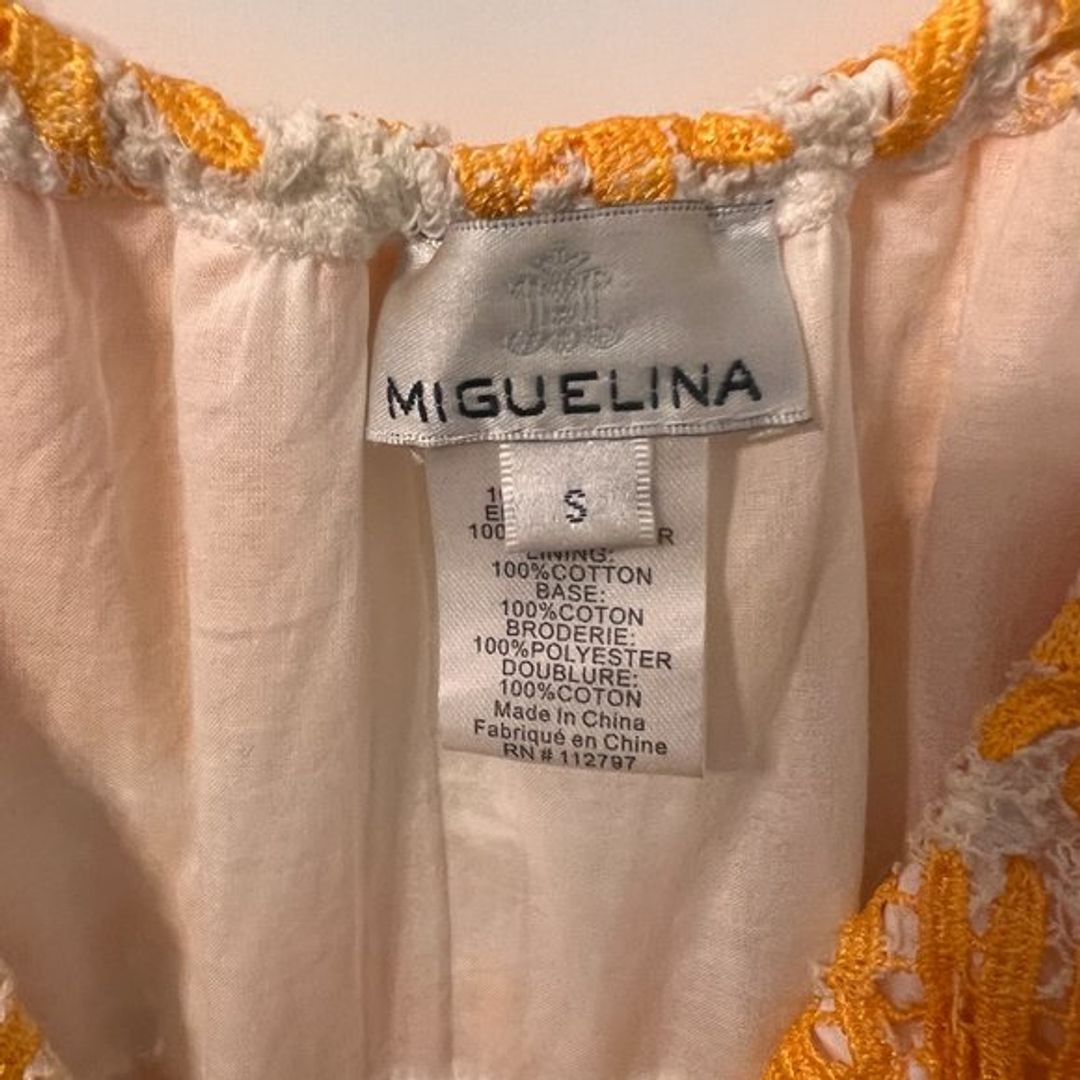 MIGUELINA
S
LINING:
100%COTTON
BASE:
100%COTON
BRODERIE:
100%POLYESTER
DOUBLURE:
100%COTON
Made In China
Fabriqué en Chine
RN # 112797